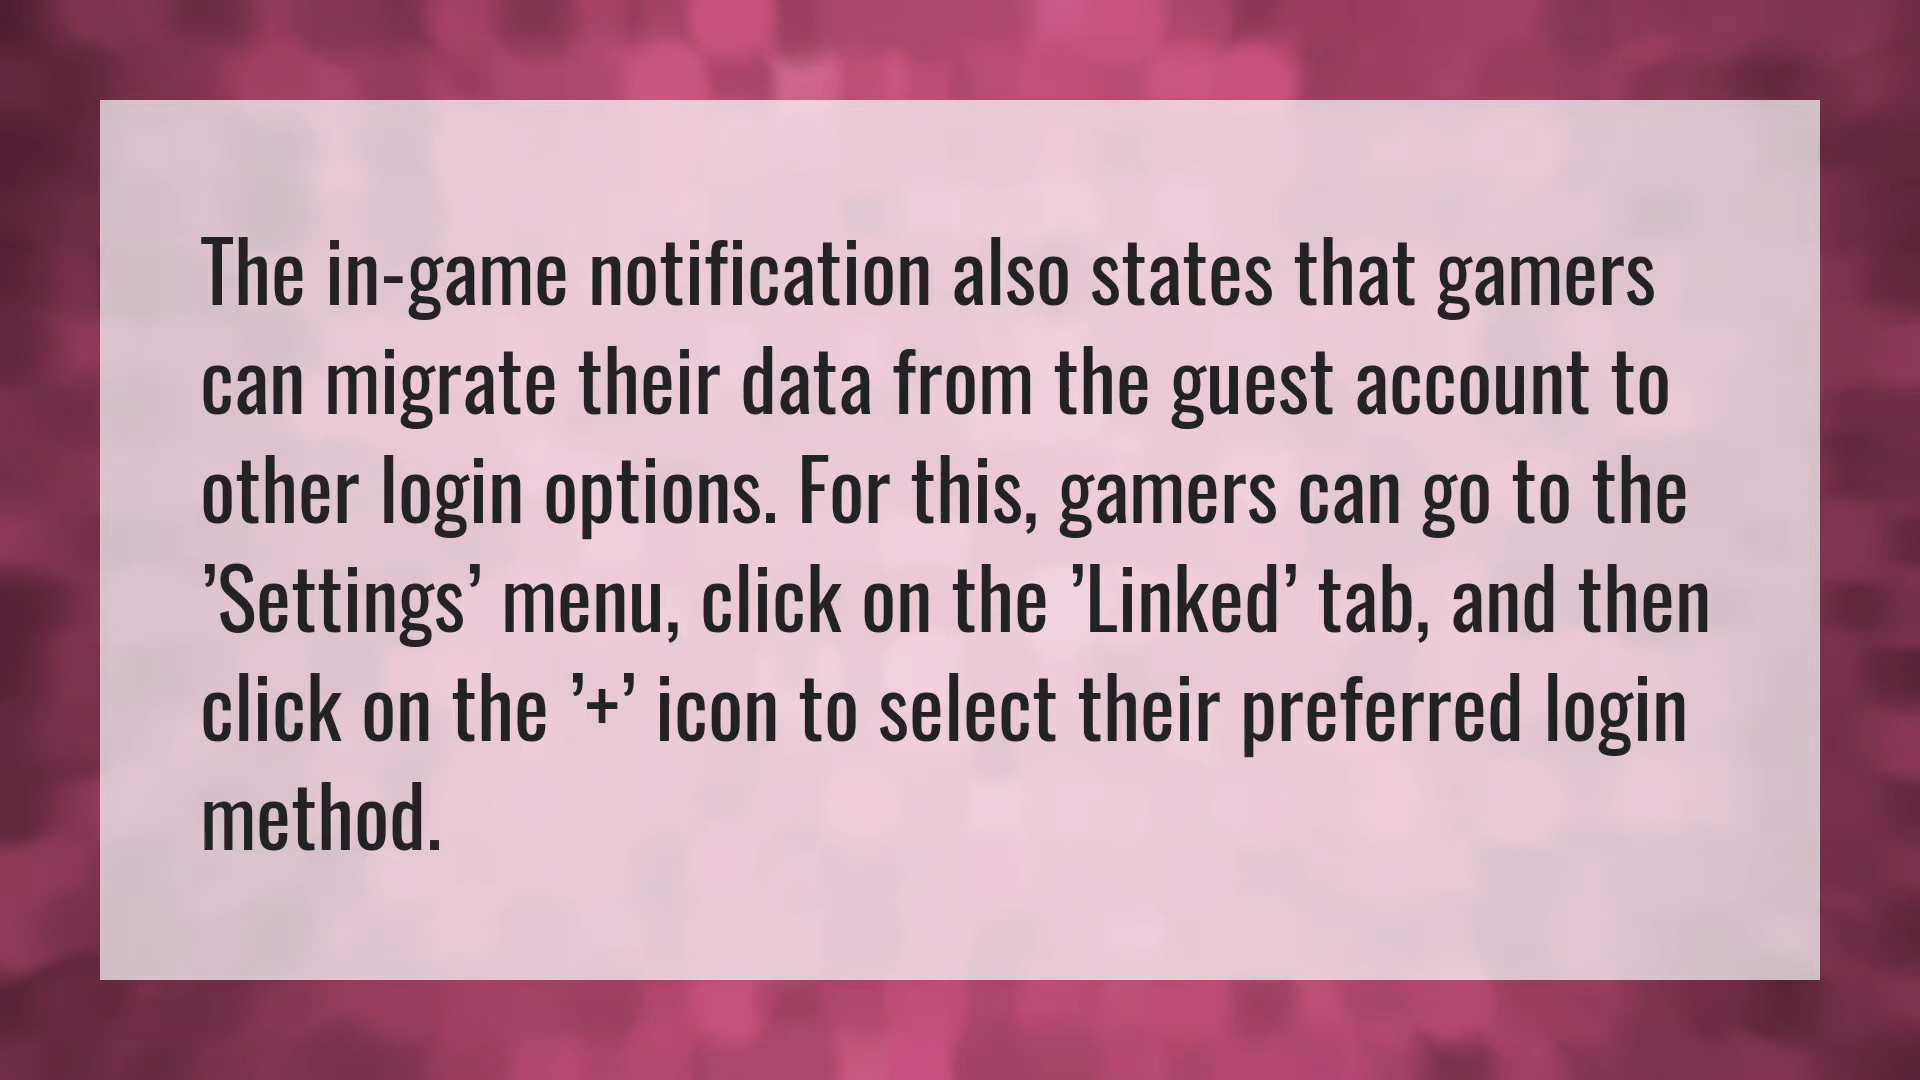 The in-game notification also states that gamers
can migrate their data from the guest account to
other login options. For this, gamers can go to the
’Settings’ menu, click on the ’Linked’ tab, and then
click on the ’+’ icon to select their preferred login
method.